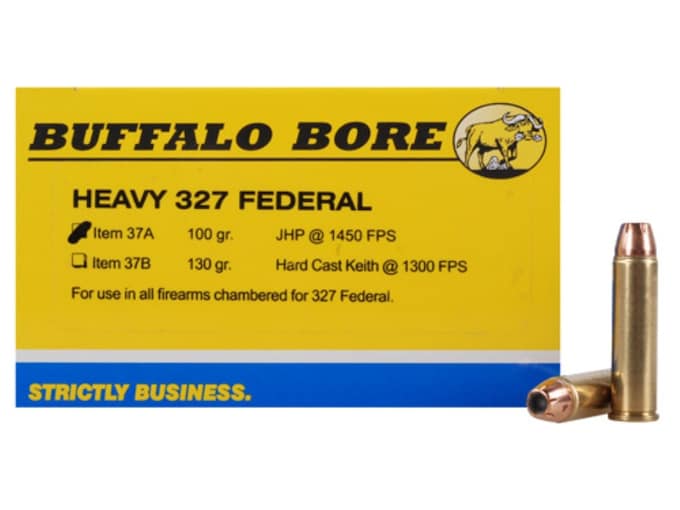 BUFFALO BORE
HEAVY 327 FEDERAL
Item 37A 100 gr. JHP @ 1450 FPS
Item 37B 130 gr. Hard Cast Keith @ 1300 FPS
For use in all firearms chambered for 327 Federal.
STRICTLY BUSINESS.